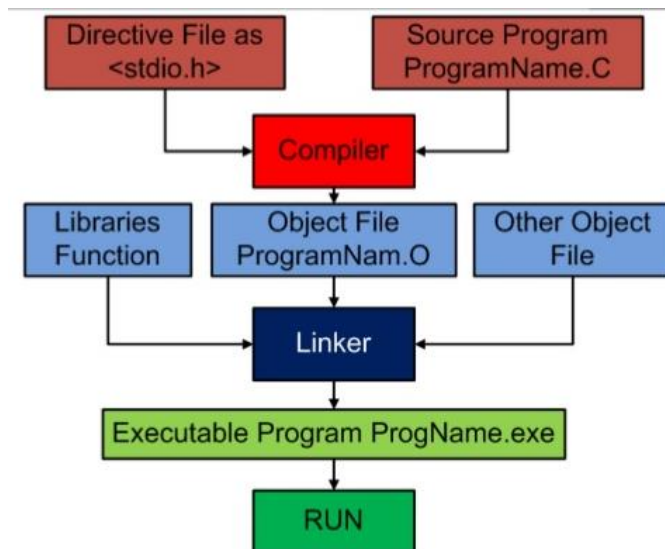 Directive File as
<stdio.h>
Source Program
ProgramName.C
Compiler
Libraries
Function
Object File
ProgramNam.O
Other Object
File
Linker
Executable Program ProgName.exe
RUN